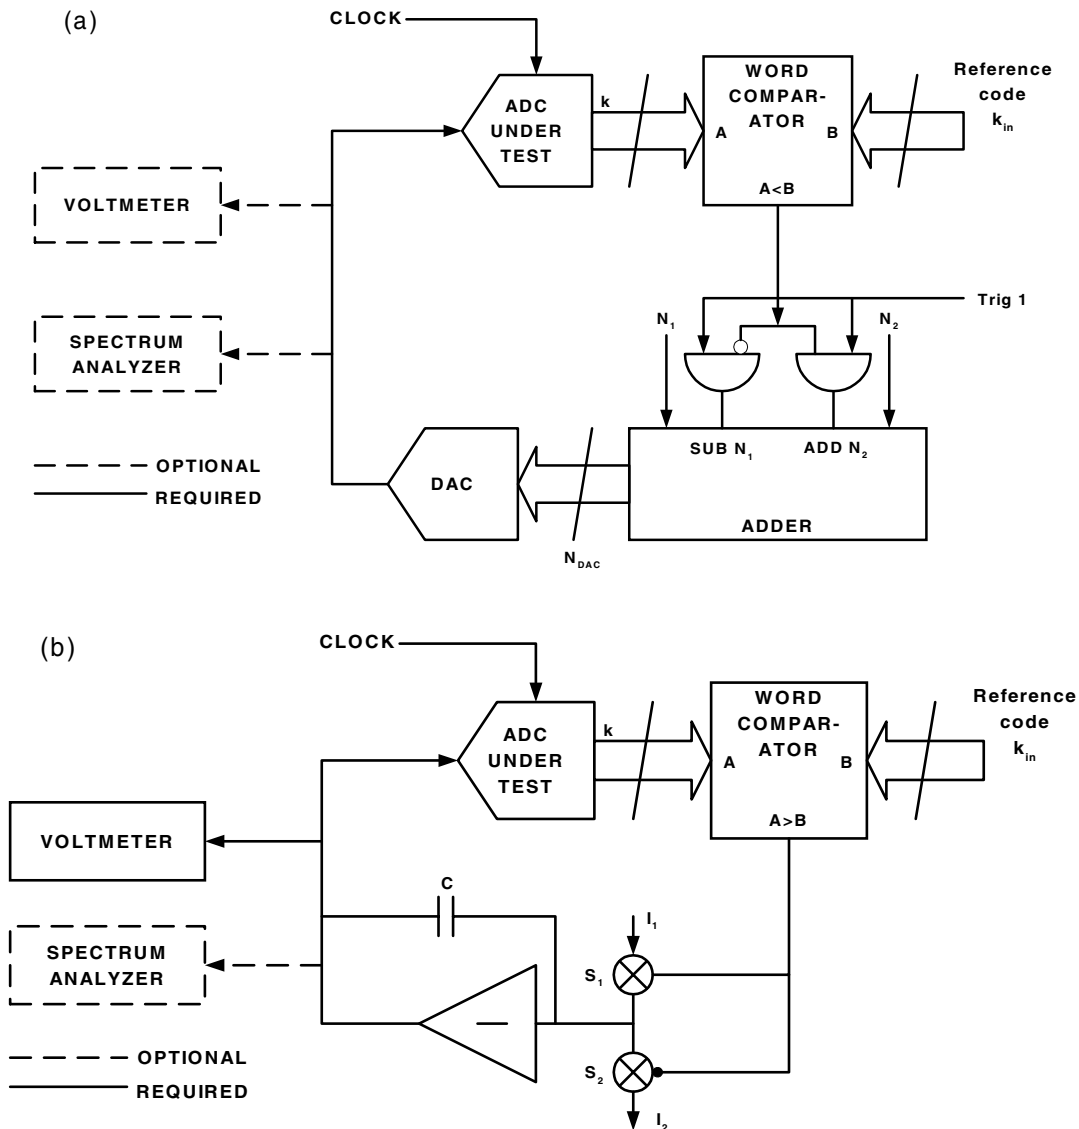 (a)
CLOCK
ADC
UNDER
TEST
k
WORD
COMPAR-
ATOR
A
B
A<B
Reference
code
k_in
VOLTMETER
SPECTRUM
ANALYZER
Trig 1
N_1
N_2
SUB N_1
ADD N_2
ADDER
DAC
N_DAC
OPTIONAL
REQUIRED
(b)
CLOCK
ADC
UNDER
TEST
k
WORD
COMPAR-
ATOR
A
B
A>B
Reference
code
k_in
VOLTMETER
C
I_1
S_1
SPECTRUM
ANALYZER
S_2
I_2
OPTIONAL
REQUIRED